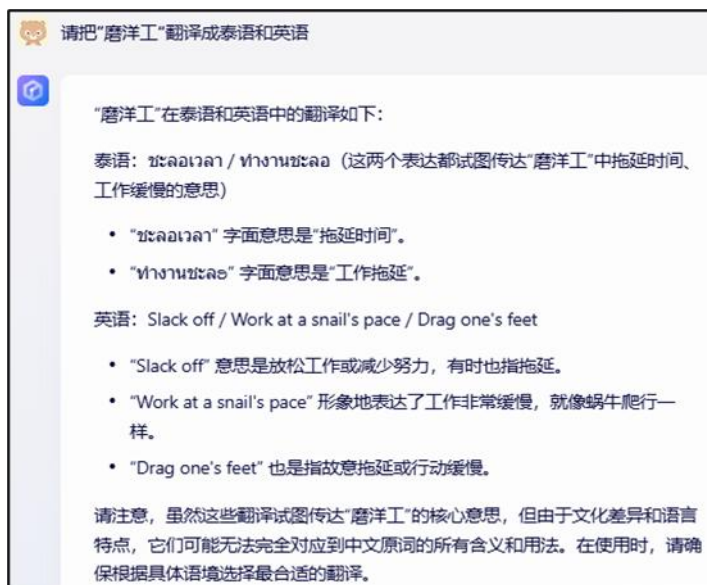 请把“磨洋工”翻译成泰语和英语
“磨洋工”在泰语和英语中的翻译如下：
泰语：ชะลอเวลา / ทำงานชะลอ（这两个表达都试图传达“磨洋工”中拖延时间、
工作缓慢的意思）
• “ชะลอเวลา” 字面意思是“拖延时间”。
• “ทำงานชะลอ” 字面意思是“工作拖延”。
英语：Slack off / Work at a snail's pace / Drag one's feet
• “Slack off” 意思是放松工作或减少努力，有时也指拖延。
• “Work at a snail's pace” 形象地表达了工作非常缓慢，就像蜗牛爬行一
样。
• “Drag one's feet” 也是指故意拖延或行动缓慢。
请注意，虽然这些翻译试图传达“磨洋工”的核心意思，但由于文化差异和语言
特点，它们可能无法完全对应到中文原词的所有含义和用法。在使用时，请确
保根据具体语境选择最合适的翻译。